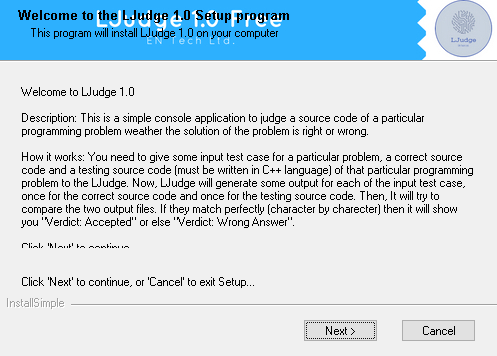 Welcome to the LJudge 1.0 Setup program
LJudge 1.0 Free
This program will install LJudge 1.0 on your computer
EN Tech Ltd.
LJudge
Welcome to LJudge 1.0
Description: This is a simple console application to judge a source code of a particular
programming problem weather the solution of the problem is right or wrong.
How it works: You need to give some input test case for a particular problem, a correct source
code and a testing source code (must be written in C++ language) of that particular programming
problem to the LJudge. Now, LJudge will generate some output for each of the input test case,
once for the correct source code and once for the testing source code. Then, It will try to
compare the two output files. If they match perfectly (character by charecter) then it will show
you "Verdict: Accepted" or else "Verdict: Wrong Answer".
Click 'Next' to continue
Click 'Next' to continue, or 'Cancel' to exit Setup...
InstallSimple
Next >
Cancel